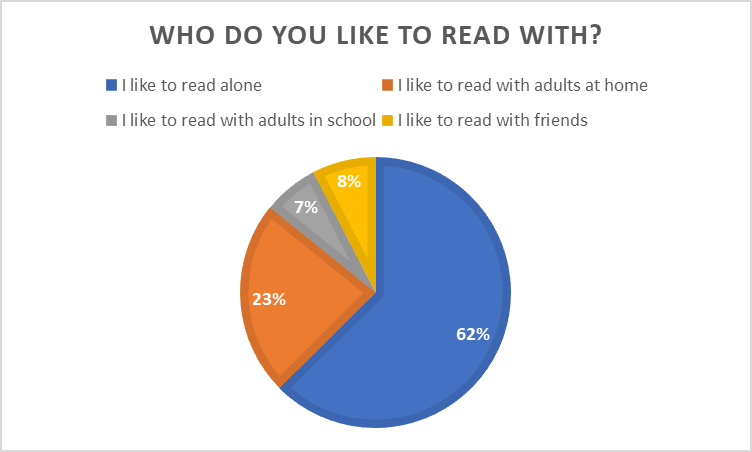 WHO DO YOU LIKE TO READ WITH?
I like to read alone
I like to read with adults at home
I like to read with adults in school
I like to read with friends
8%
7%
23%
62%